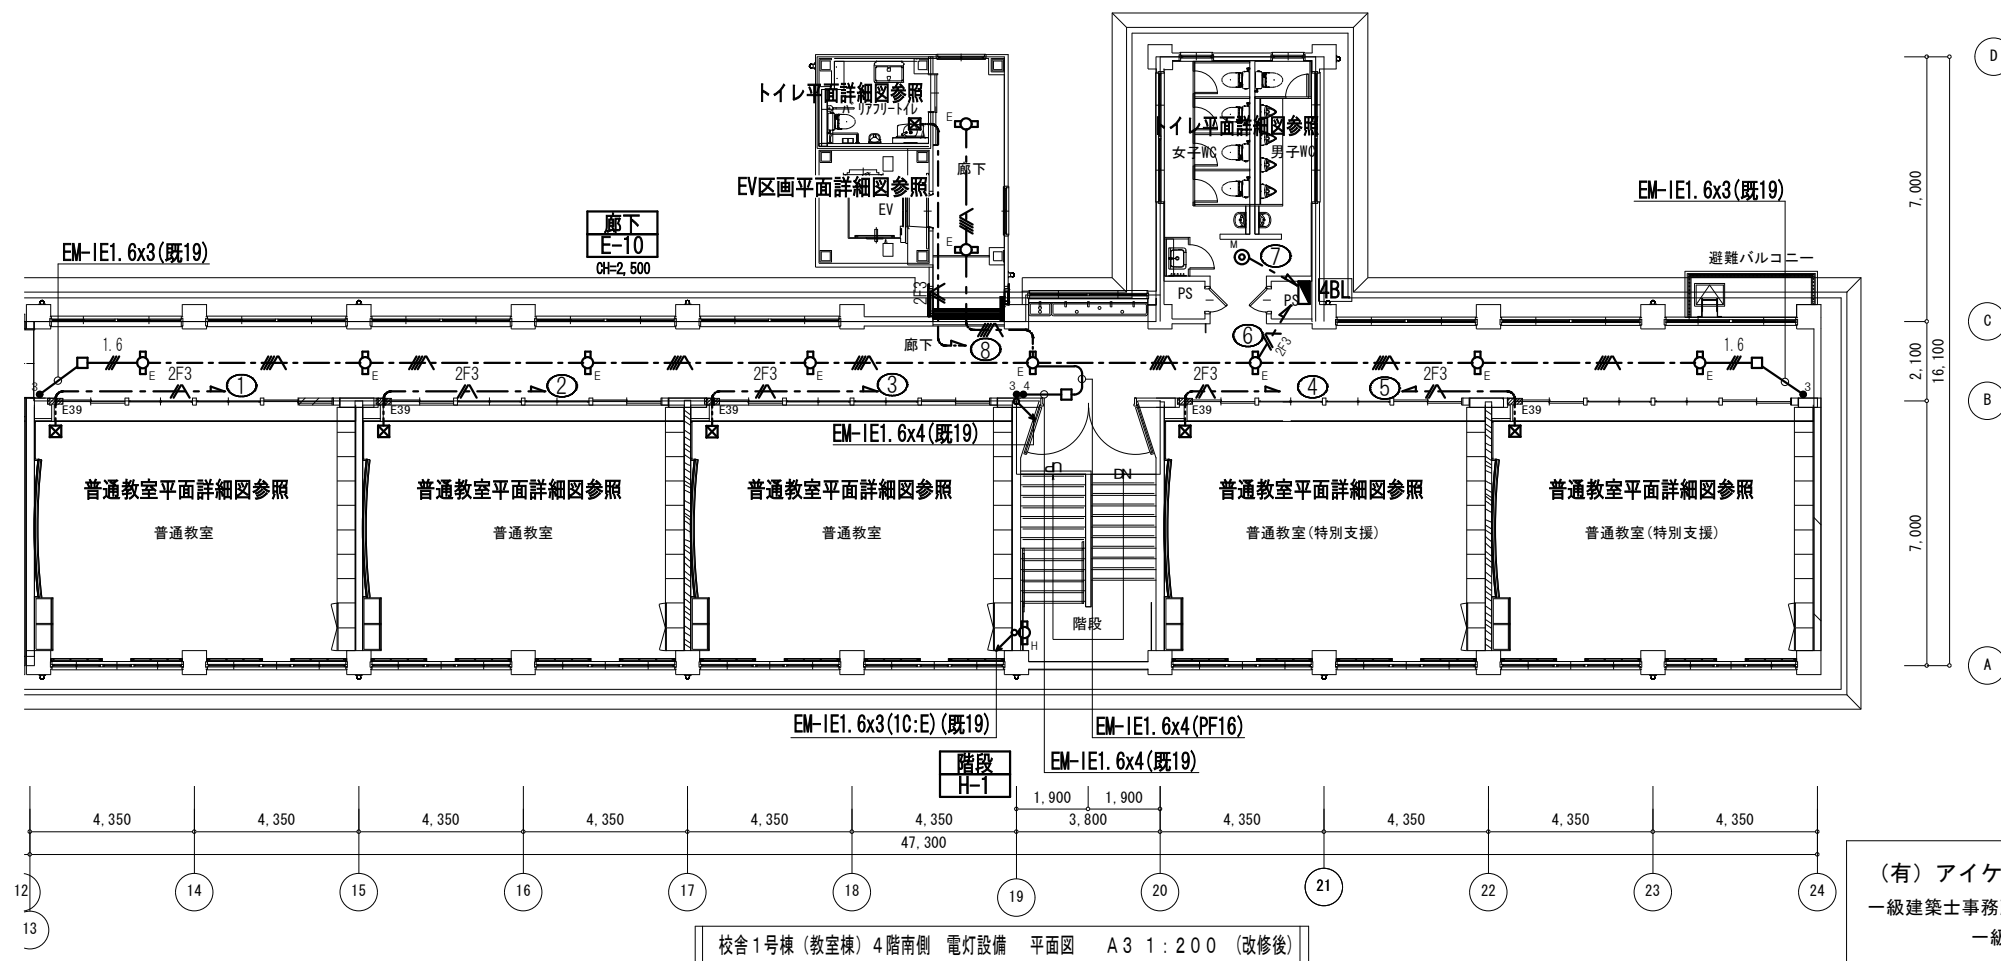 D
トイレ平面詳細図参照
バリアフリートイレ
E
廊下
EV区画平面詳細図参照
EV
E
トイレ平面詳細図参照
女子WC
男子WC
M
7
PS
PS
4BL
EM-IE1.6x3(既19)
避難バルコニー
7,000
廊下
E-10
CH=2,500
EM-IE1.6x3(既19)
2F3
C
1.6
廊下
8
6
2F3
1.6
2,100
16,100
E
E
E
E
E
E
E
E
3
2F3
1
2F3
2
2F3
3
3
4
2F3
4
5
2F3
3
B
E39
E39
E39
E39
E39
EM-IE1.6x4(既19)
UP
DN
普通教室平面詳細図参照
普通教室平面詳細図参照
普通教室平面詳細図参照
普通教室平面詳細図参照
普通教室平面詳細図参照
普通教室
普通教室
普通教室
普通教室(特別支援)
普通教室(特別支援)
7,000
階段
H
A
EM-IE1.6x3(1C:E)(既19)
EM-IE1.6x4(PF16)
階段
H-1
EM-IE1.6x4(既19)
1,900
1,900
4,350
4,350
4,350
4,350
4,350
4,350
3,800
4,350
4,350
4,350
4,350
47,300
12
13
14
15
16
17
18
19
20
21
22
23
24
(有)アイケ
一級建築士事務
一級
校舎1号棟(教室棟)4階南側 電灯設備 平面図 A3 1:200 (改修後)